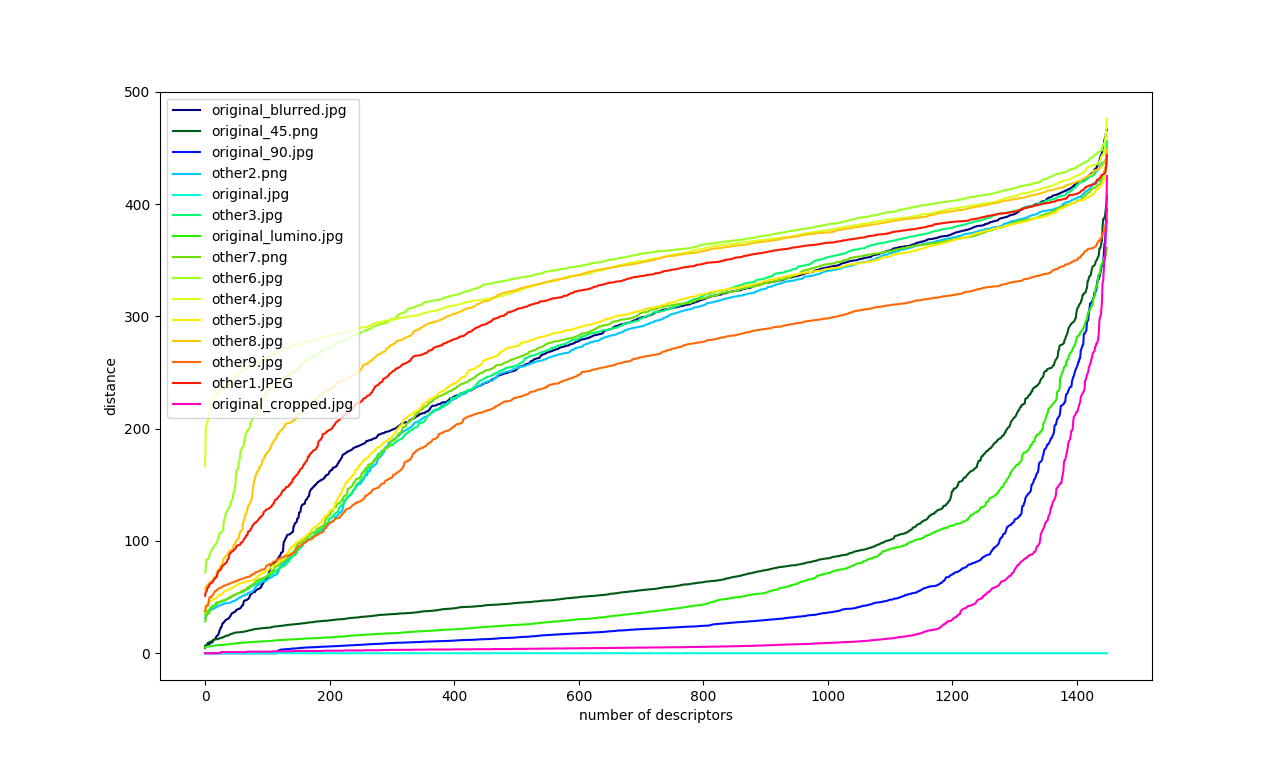 500
400
300
200
100
0
distance
original_blurred.jpg
original_45.png
original_90.jpg
other2.png
original.jpg
other3.jpg
original_lumino.jpg
other7.png
other6.jpg
other4.jpg
other5.jpg
other8.jpg
other9.jpg
other1.JPEG
original_cropped.jpg
0 200 400 600 800 1000 1200 1400
number of descriptors